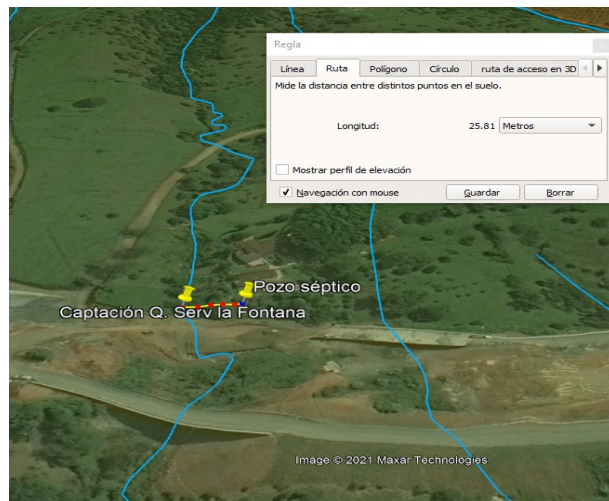 Regla
Línea Ruta Polígono Círculo ruta de acceso en 3D
Mide la distancia entre distintos puntos en el suelo.
Longitud: 25.81 Metros
Mostrar perfil de elevación
Navegación con mouse Guardar Borrar
Pozo séptico
Captación Q. Serv la Fontana
Image © 2021 Maxar Technologies